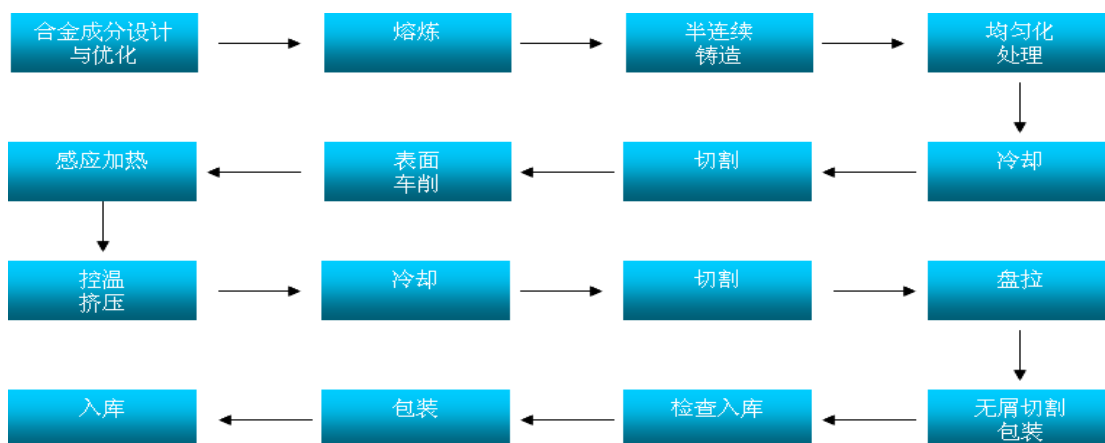 合金成分设计
与优化
熔炼
半连续
铸造
均匀化
处理
感应加热
表面
车削
切割
冷却
控温
挤压
冷却
切割
盘拉
入库
包装
检查入库
无屑切割
包装